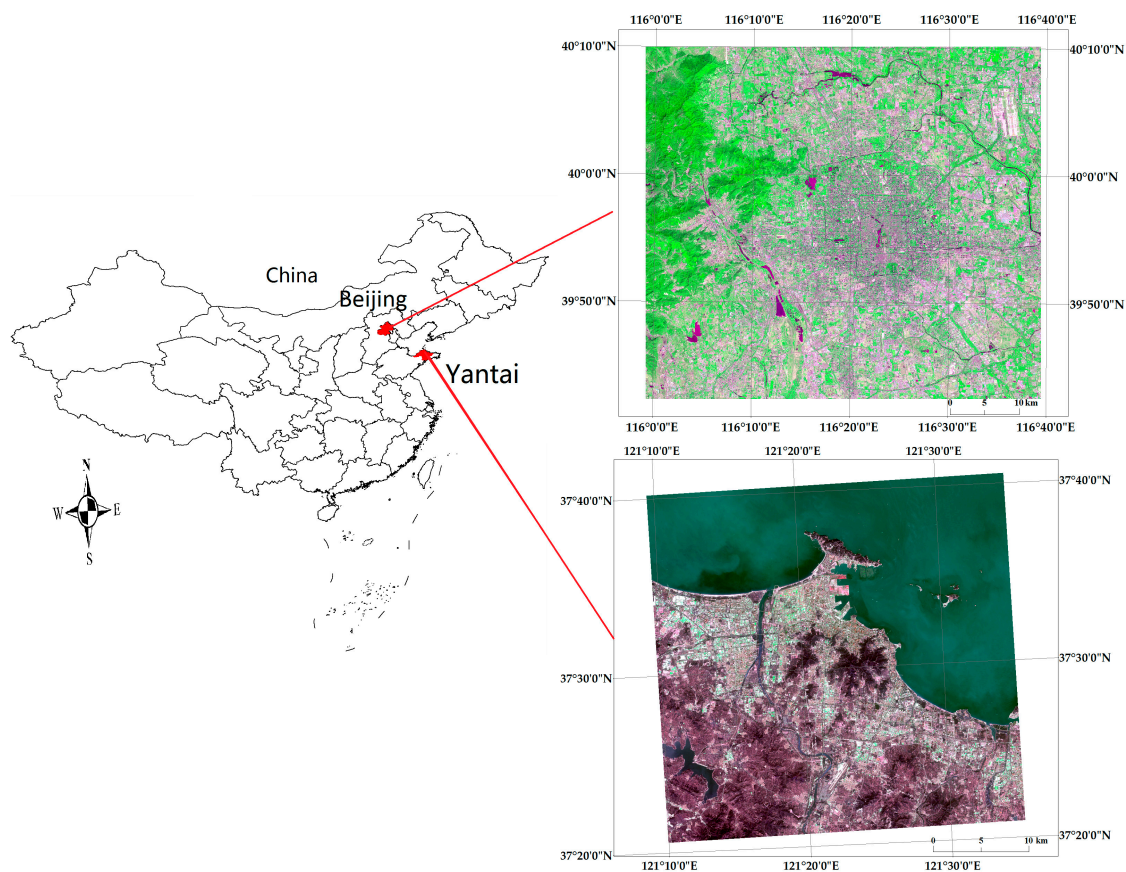 China
Beijing
Yantai
N
W E
S
116°0'0"E 116°10'0"E 116°20'0"E 116°30'0"E 116°40'0"E
40°10'0"N 40°10'0"N
40°0'0"N 40°0'0"N
39°50'0"N 39°50'0"N
0 5 10 km
116°0'0"E 116°10'0"E 116°20'0"E 116°30'0"E 116°40'0"E
121°10'0"E 121°20'0"E 121°30'0"E
37°40'0"N 37°40'0"N
37°30'0"N 37°30'0"N
37°20'0"N 37°20'0"N
0 5 10 km
121°10'0"E 121°20'0"E 121°30'0"E